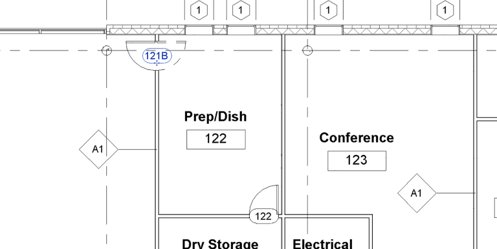 1 1 1 1
121B
Prep/Dish
122
Conference
123
A1
A1
122
Dry Storage
Electrical